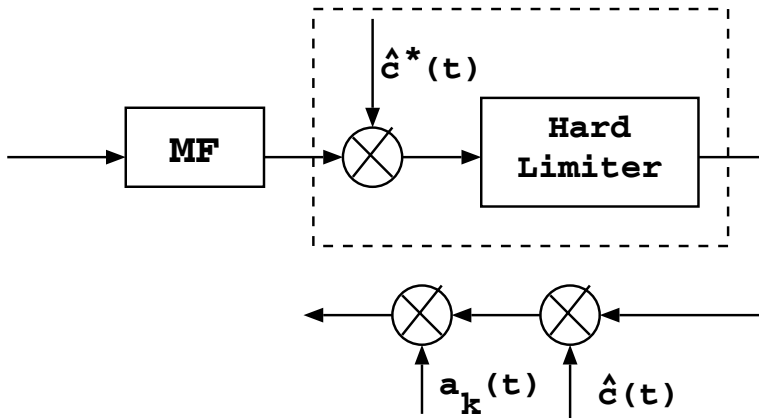 ĉ*(t)
MF
Hard
Limiter
a_k(t)
ĉ(t)